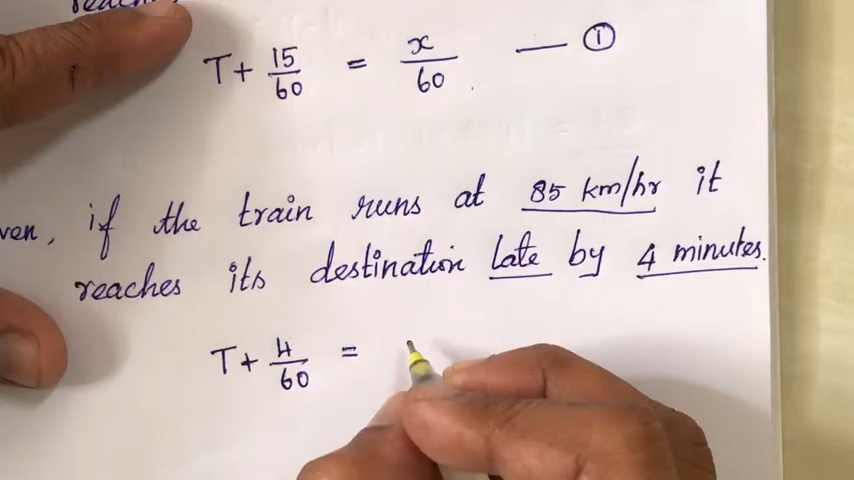 T + 15/60 = x/60 — ①
if the train runs at 85 km/hr it
reaches its destination late by 4 minutes.
T + 4/60 =